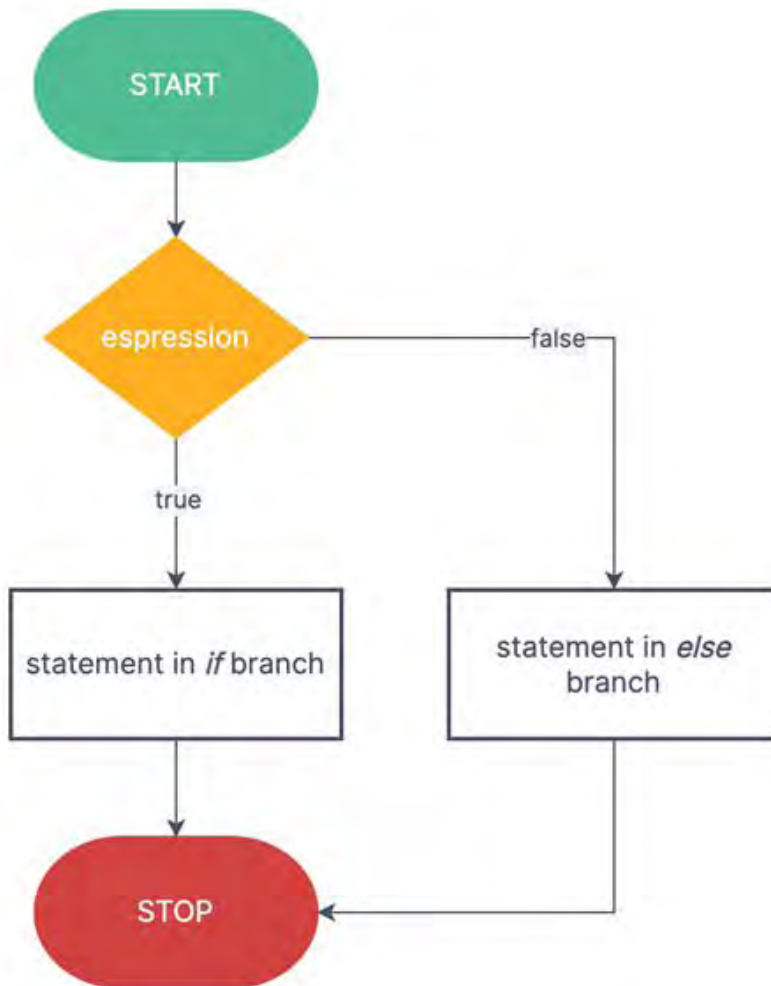 START
espression
false
true
statement in if branch
statement in else
branch
STOP